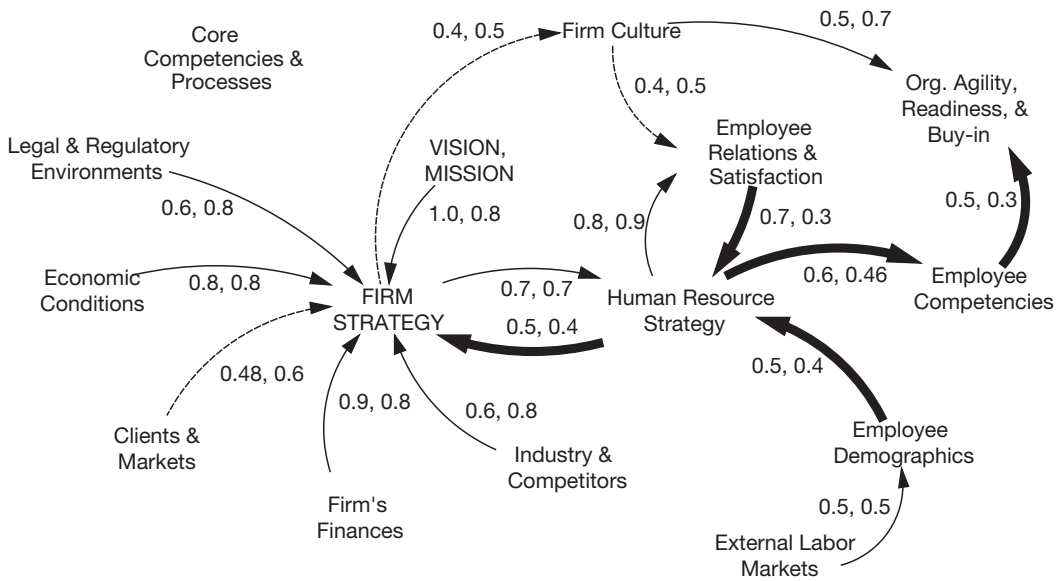 Core
Competencies &
Processes
0.4, 0.5
Firm Culture
0.5, 0.7
0.4, 0.5
Org. Agility,
Readiness, &
Buy-in
Legal & Regulatory
Environments
0.6, 0.8
VISION,
MISSION
1.0, 0.8
Employee
Relations &
Satisfaction
0.8, 0.9
0.7, 0.3
0.5, 0.3
Economic
Conditions
0.8, 0.8
FIRM
STRATEGY
0.7, 0.7
0.5, 0.4
Human Resource
Strategy
0.6, 0.46
Employee
Competencies
0.48, 0.6
0.9, 0.8
0.6, 0.8
0.5, 0.4
Clients &
Markets
Firm's
Finances
Industry &
Competitors
Employee
Demographics
0.5, 0.5
External Labor
Markets